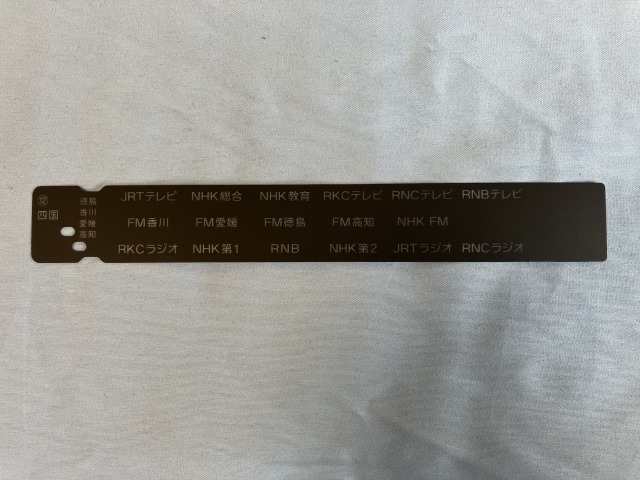 ⑫
四国
徳島
香川
愛媛
高知
JRTテレビ NHK総合 NHK教育 RKCテレビ RNCテレビ RNBテレビ
FM香川 FM愛媛 FM徳島 FM高知 NHK FM
RKCラジオ NHK第1 RNB NHK第2 JRTラジオ RNCラジオ